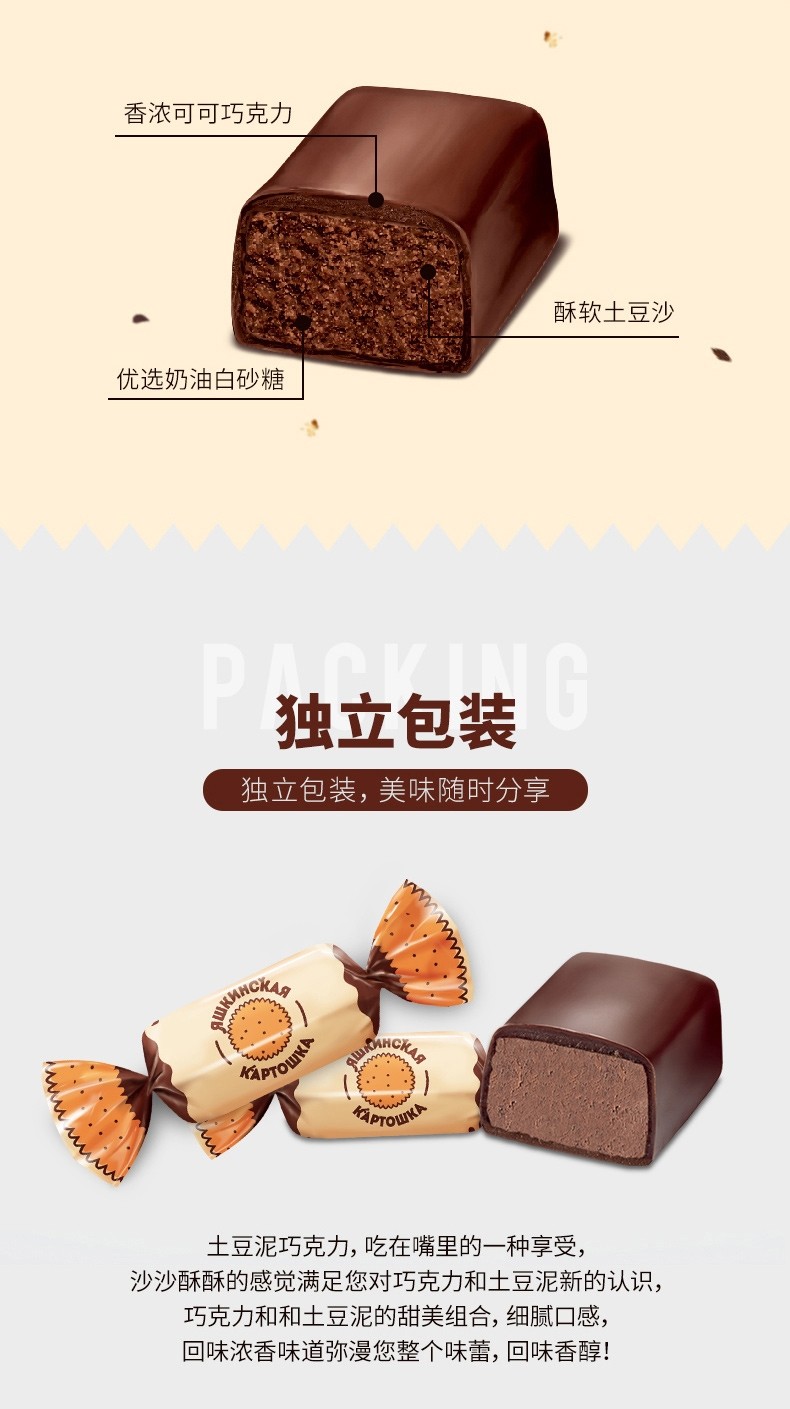 香浓可可巧克力
酥软土豆沙
优选奶油白砂糖
PACKING
独立包装
独立包装，美味随时分享
ЯШКИНСКАЯ
КАРТОШКА
ЯШКИНСКАЯ
КАРТОШКА
土豆泥巧克力，吃在嘴里的一种享受，
沙沙酥酥的感觉满足您对巧克力和土豆泥新的认识，
巧克力和和土豆泥的甜美组合，细腻口感，
回味浓香味道弥漫您整个味蕾，回味香醇！